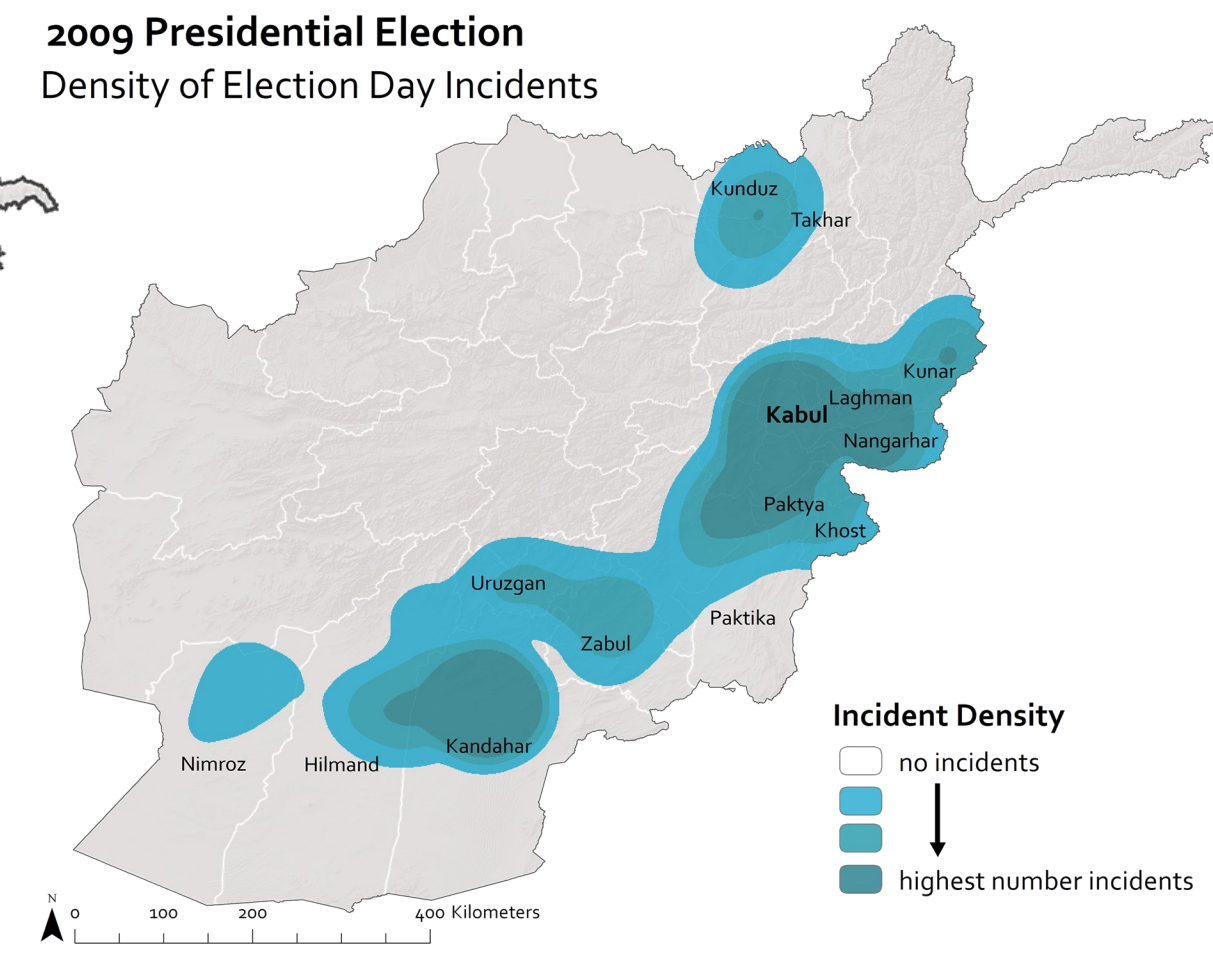 2009 Presidential Election
Density of Election Day Incidents
Kunduz
Takhar
Kunar
Laghman
Kabul
Nangarhar
Paktya
Khost
Uruzgan
Paktika
Zabul
Kandahar
Nimroz
Hilmand
Incident Density
no incidents
highest number incidents
N
0 100 200 400 Kilometers